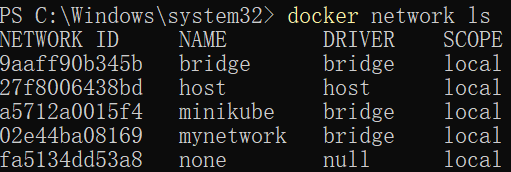 PS C:\Windows\system32> docker network ls
NETWORK ID NAME DRIVER SCOPE
9aaff90b345b bridge bridge local
27f8006438bd host host local
a5712a0015f4 minikube bridge local
02e44ba08169 mynetwork bridge local
fa5134dd53a8 none null local